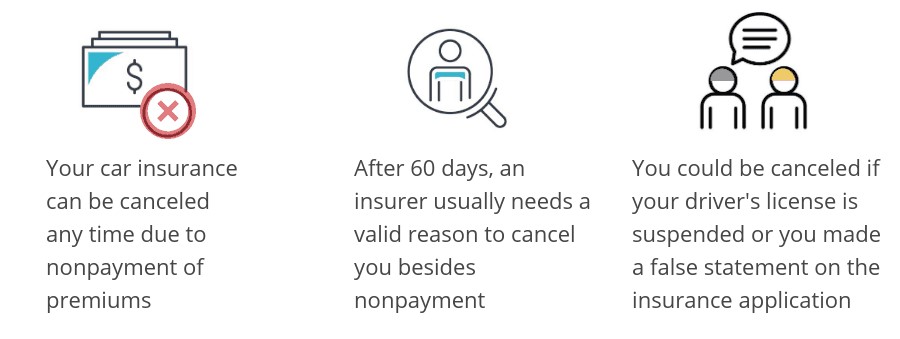 $
Your car insurance
can be canceled
any time due to
nonpayment of
premiums
After 60 days, an
insurer usually needs a
valid reason to cancel
you besides
nonpayment
You could be canceled if
your driver's license is
suspended or you made
a false statement on the
insurance application